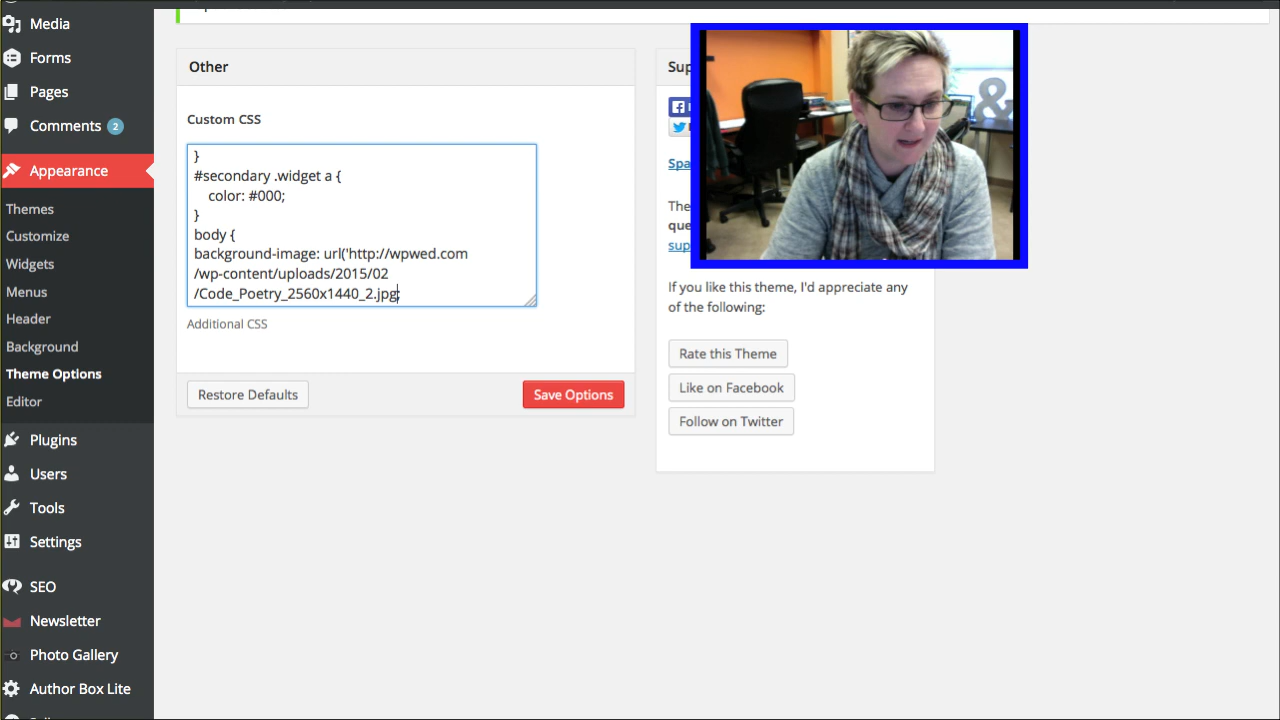 Media
Forms
Pages
Comments 2
Appearance
Themes
Customize
Widgets
Menus
Header
Background
Theme Options
Editor
Plugins
Users
Tools
Settings
SEO
Newsletter
Photo Gallery
Author Box Lite
Other
Custom CSS
}
#secondary .widget a {
color: #000;
}
body {
background-image: url('http://wpwed.com
/wp-content/uploads/2015/02
/Code_Poetry_2560x1440_2.jpg;
Additional CSS
Restore Defaults
Save Options
&
If you like this theme, I'd appreciate any
of the following:
Rate this Theme
Like on Facebook
Follow on Twitter